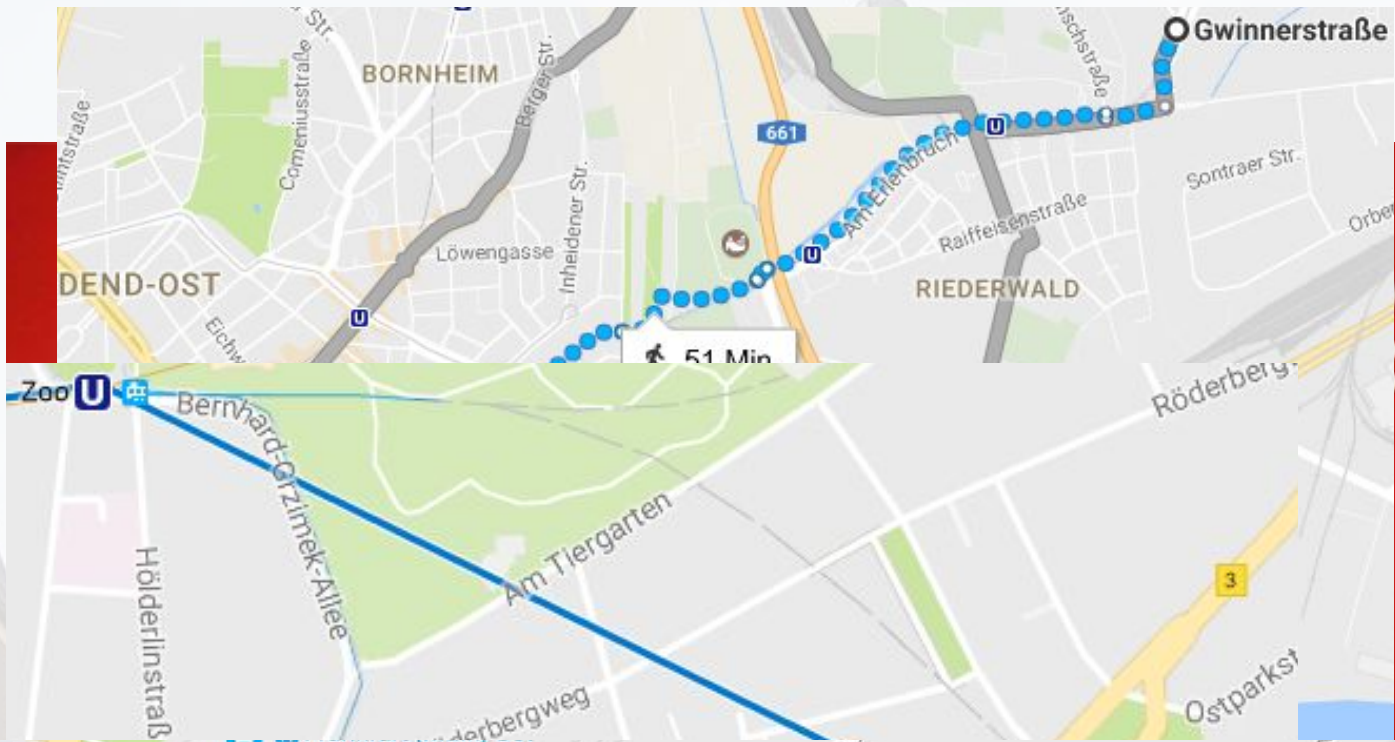 Gwinnerstraße
BORNHEIM
Berger Str.
Comeniusstraße
661
Am Erlenbruch
Sontraer Str.
Inheidener Str.
Raiffeisenstraße
Löwengasse
DEND-OST
RIEDERWALD
U
U
U
51 Min
Zoo U
Bernhard-Grzimek-Allee
Am Tiergarten
Hölderlinstraß
3
Ostparkst